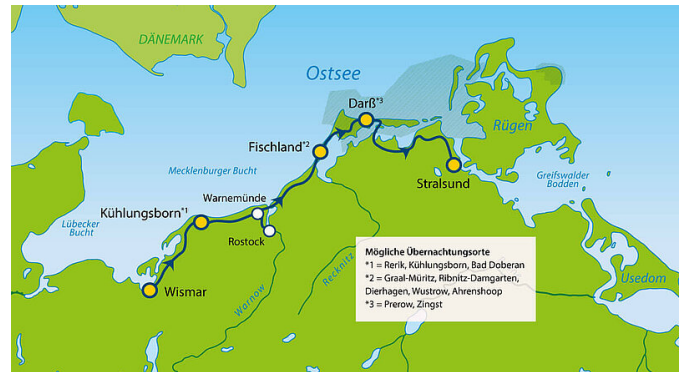 DÄNEMARK
Ostsee
Darß*3
Rügen
Fischland*2
Mecklenburger Bucht
Stralsund
Greifswalder
Bodden
Warnemünde
Kühlungsborn*1
Lübecker
Bucht
Rostock
Recknitz
Mögliche Übernachtungsorte
*1 = Rerik, Kühlungsborn, Bad Doberan
*2 = Graal-Müritz, Ribnitz-Damgarten,
Dierhagen, Wustrow, Ahrenshoop
*3 = Prerow, Zingst
Usedom
Wismar
Warnow